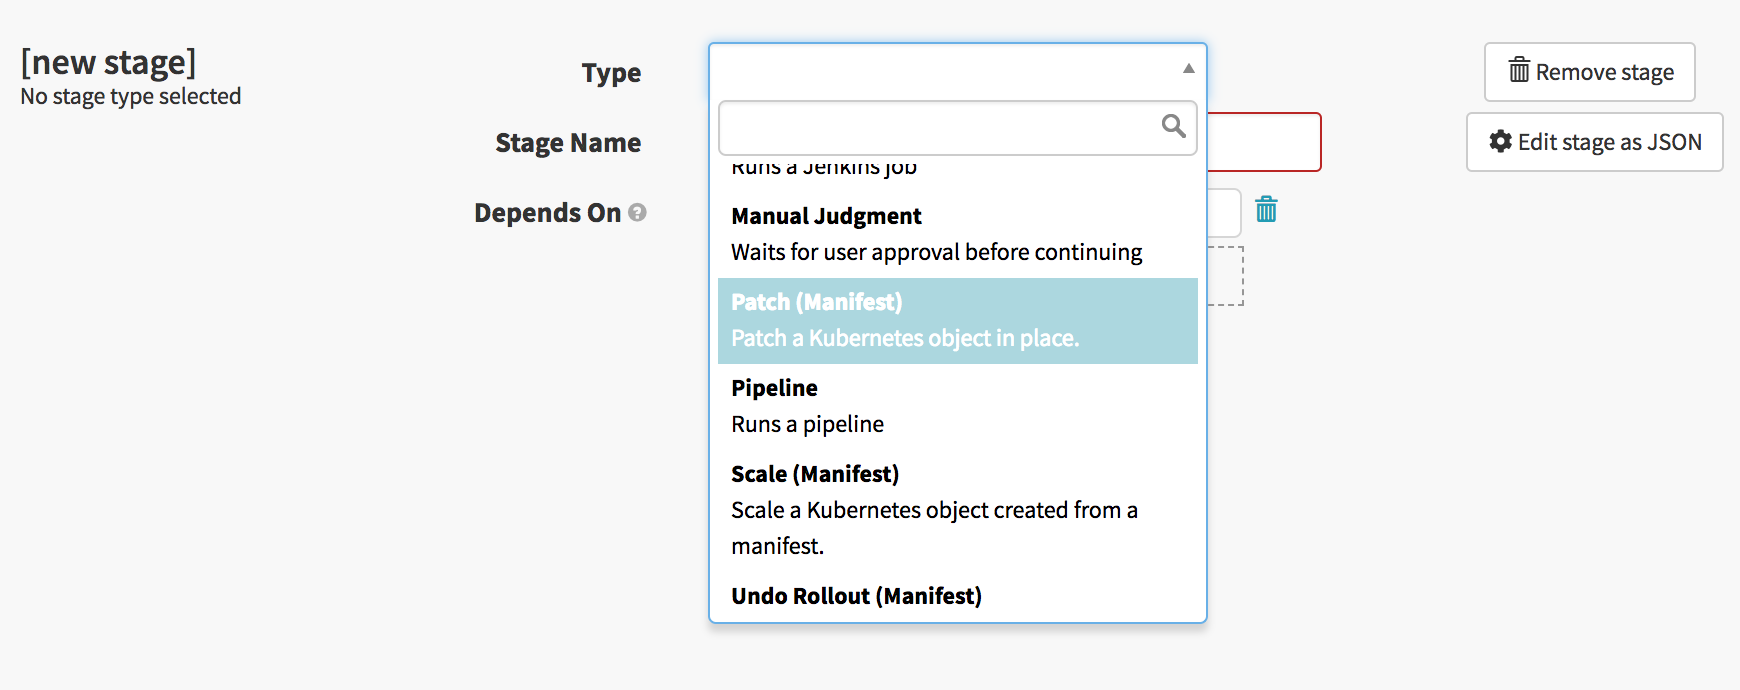 [new stage]
No stage type selected
Type
Stage Name
Depends On ?
Runs a Jenkins job
Manual Judgment
Waits for user approval before continuing
Patch (Manifest)
Patch a Kubernetes object in place.
Pipeline
Runs a pipeline
Scale (Manifest)
Scale a Kubernetes object created from a
manifest.
Undo Rollout (Manifest)
Remove stage
Edit stage as JSON